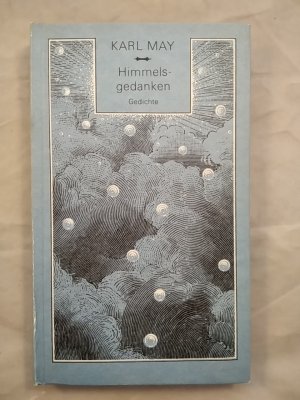 KARL MAY
Himmels-
gedanken
Gedichte